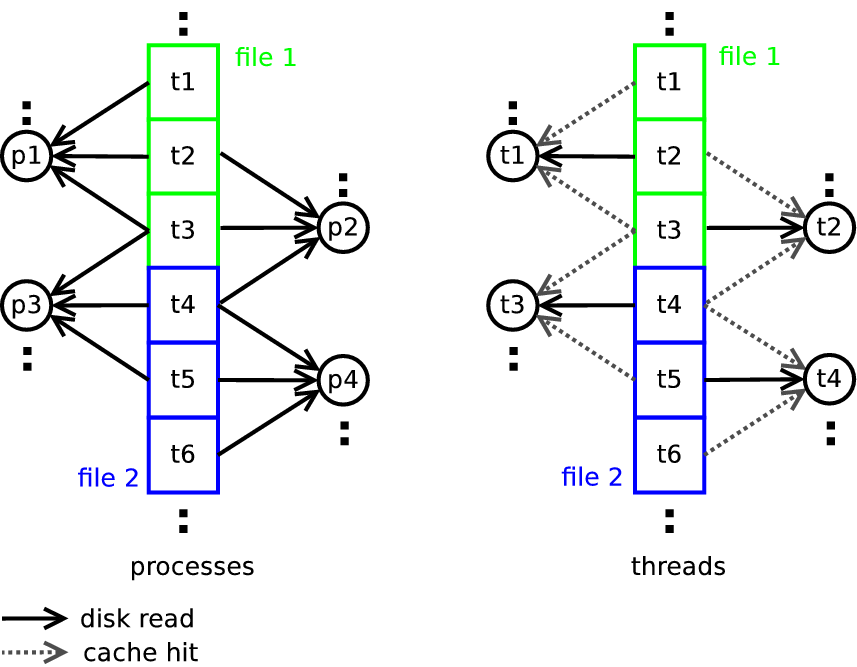 file 1
t1
t2
t3
t4
t5
t6
file 2
p1
p2
p3
p4
processes
file 1
t1
t2
t3
t4
t5
t6
file 2
t1
t2
t3
t4
threads
disk read
cache hit